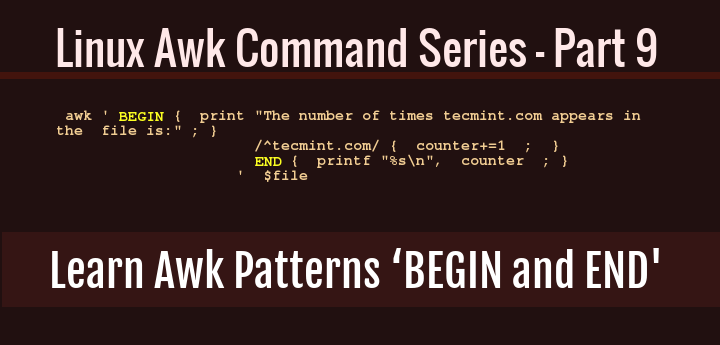 Linux Awk Command Series - Part 9
awk ' BEGIN {  print "The number of times tecmint.com appears in
the  file is:" ; }
/^tecmint.com/ {  counter+=1  ;  }
END {  printf "%s\n",  counter  ; }
'  $file
Learn Awk Patterns ‘BEGIN and END'